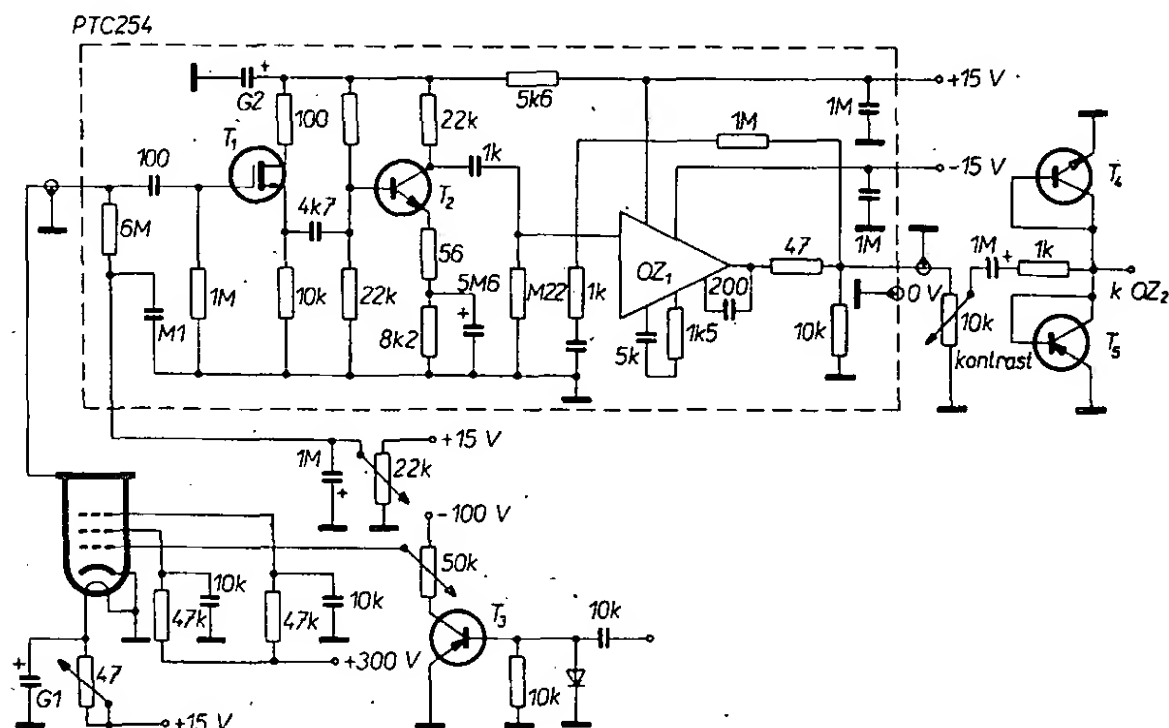 PTC254
G2
+
100
5k6
+15 V
22k
1M
1M
T₁
1k
-15 V
100
T₂
T₄
6M
4k7
1M
56
OZ₁
47
1M
+
1k
1M
10k
22k
5M6
+
M22
1k
200
0 V
k OZ₂
M1
8k2
5k
1k5
10k
10k
kontrast
T₅
+15 V
1M
+
22k
-100 V
50k
10k
10k
T₃
10k
47k
47k
+
G1
47
+300 V
10k
+15 V